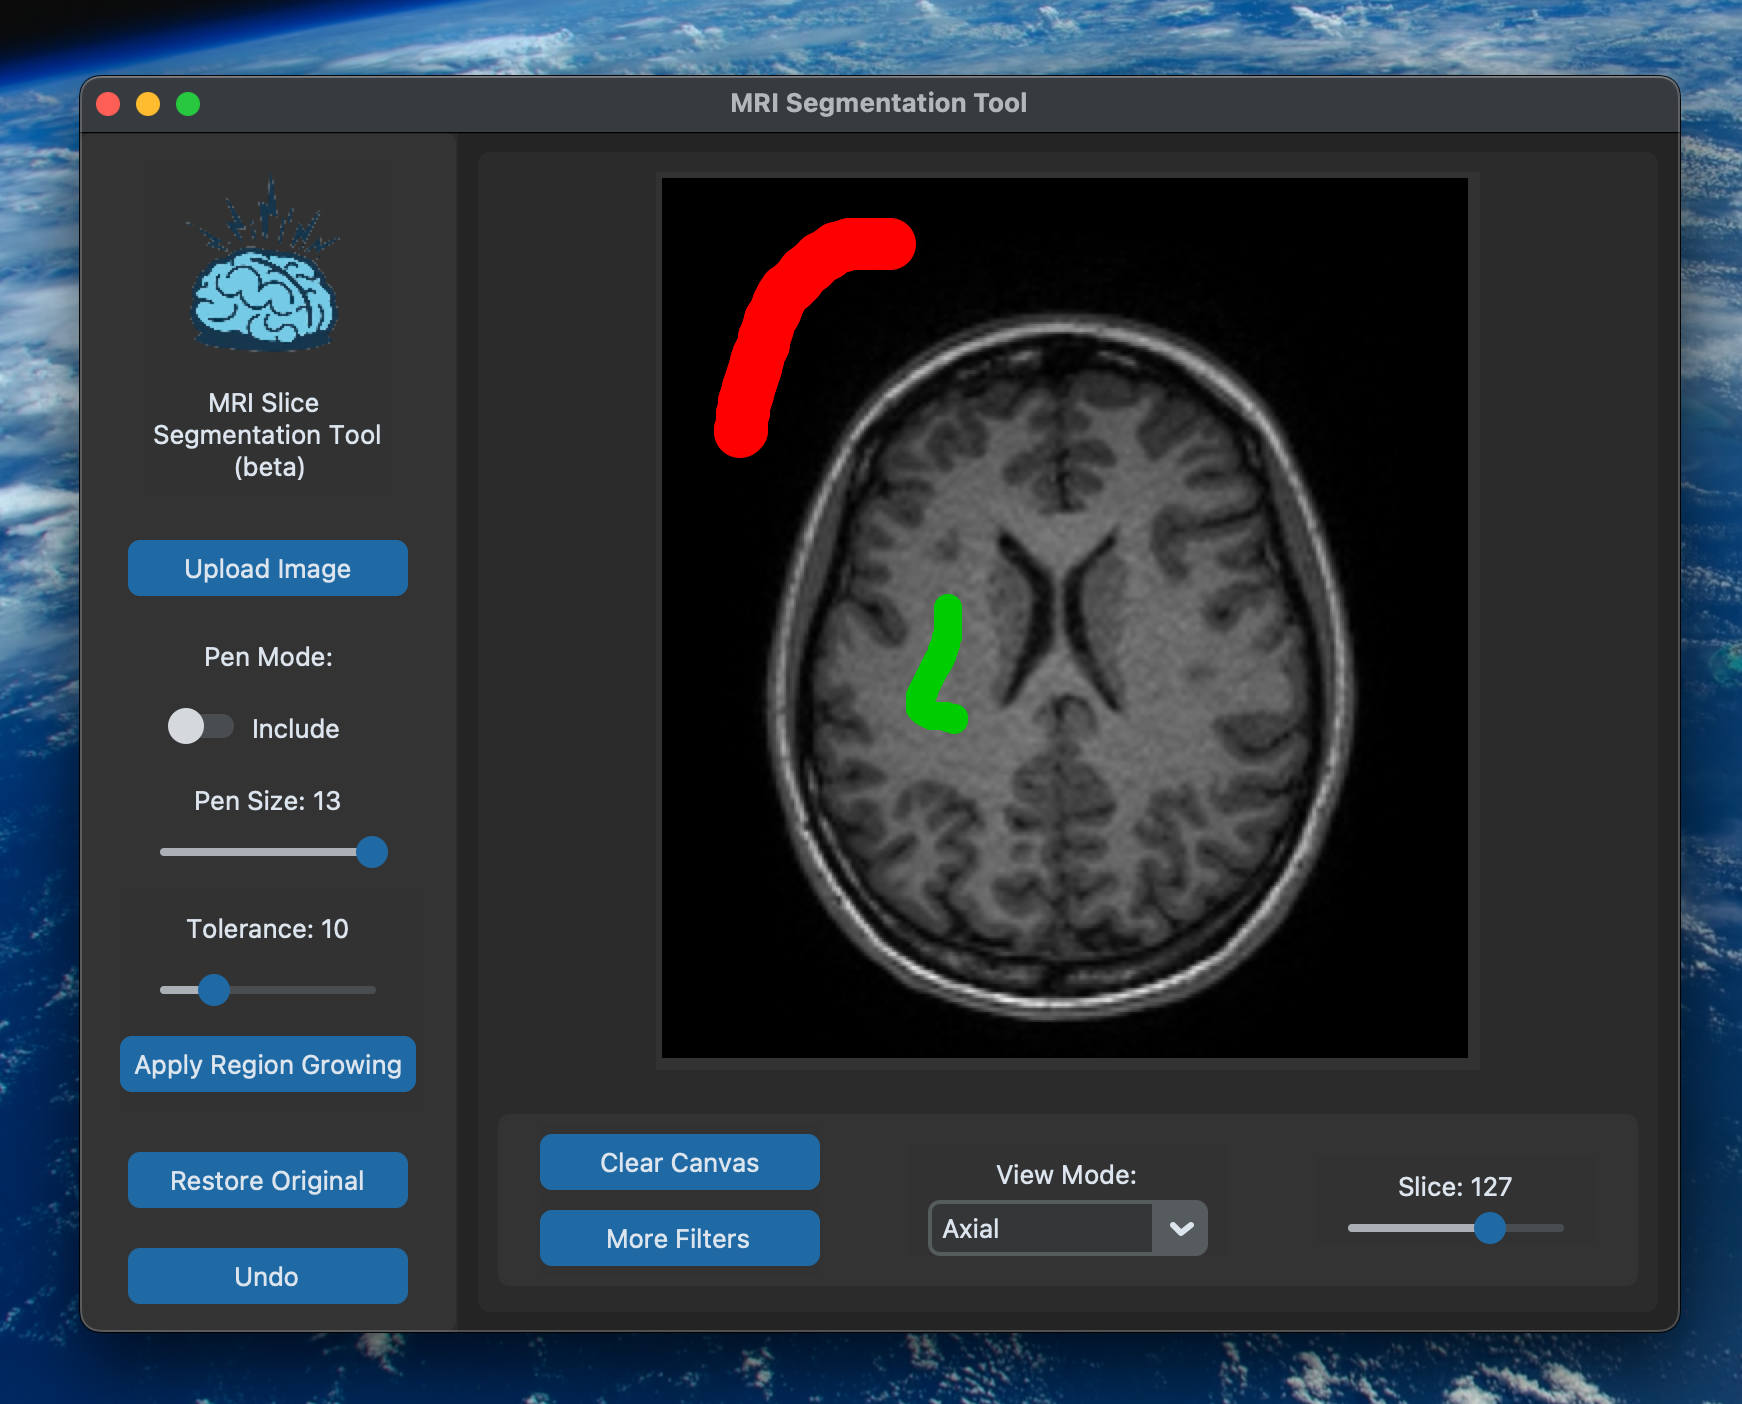 MRI Segmentation Tool
MRI Slice
Segmentation Tool
(beta)
Upload Image
Pen Mode:
Include
Pen Size: 13
Tolerance: 10
Apply Region Growing
Restore Original
Undo
Clear Canvas
More Filters
View Mode:
Axial
Slice: 127